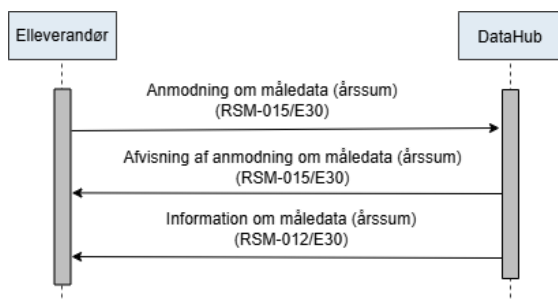 Elleverandør
DataHub
Anmodning om måledata (årssum)
(RSM-015/E30)
Afvisning af anmodning om måledata (årssum)
(RSM-015/E30)
Information om måledata (årssum)
(RSM-012/E30)